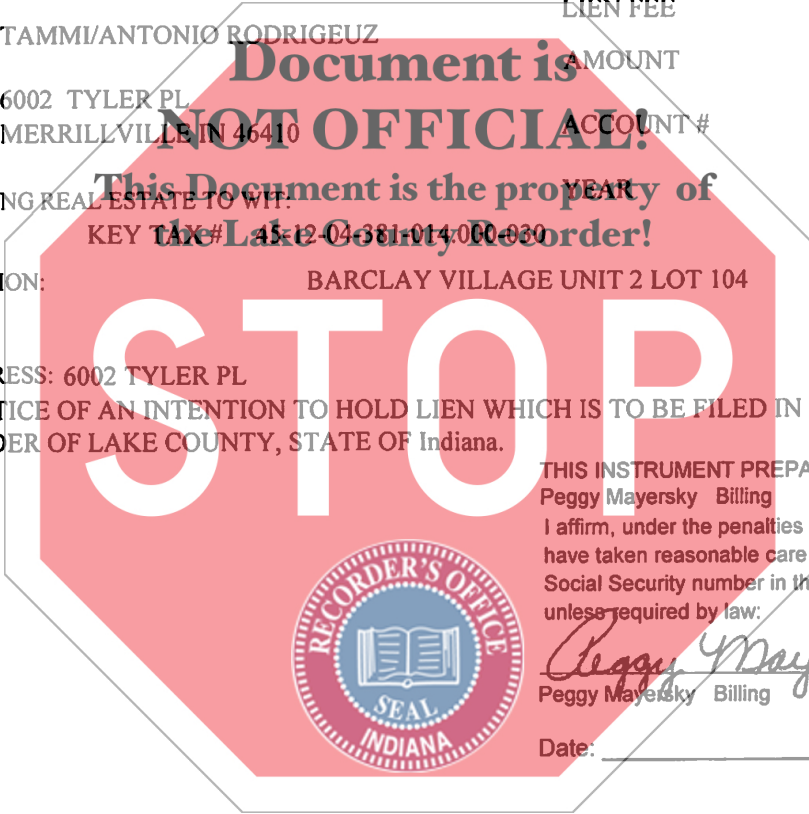 LIEN FEE
TAMMI/ANTONIO RODRIGEUZ
Document is
AMOUNT
6002 TYLER PL
NOT OFFICIAL!
MERRILLVILLE IN 46410
ACCOUNT #
This Document is the property of
NG REAL ESTATE TO WIT:
YEAR
the Lake County Recorder!
KEY TAX # 45-12-04-381-014.000-030
ION:
BARCLAY VILLAGE UNIT 2 LOT 104
STOP
RESS: 6002 TYLER PL
TICE OF AN INTENTION TO HOLD LIEN WHICH IS TO BE FILED IN
DER OF LAKE COUNTY, STATE OF Indiana.
THIS INSTRUMENT PREPA
Peggy Mayersky Billing
I affirm, under the penalties
have taken reasonable care
Social Security number in th
unless required by law:
RECORDER'S OFFICE
SEAL
INDIANA
Peggy May
Peggy Mayersky Billing
Date: